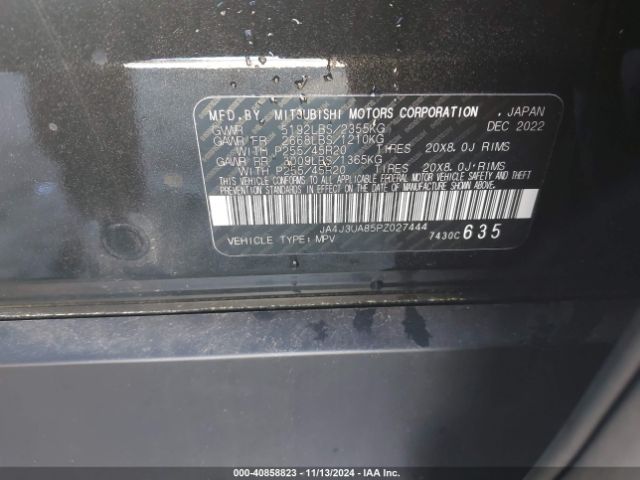 MFD.BY, MITSUBISHI MOTORS CORPORATION , JAPAN
GVWR 5192LBS/2355KG DEC 2022
GAWR FR 2668LBS/1210KG
WITH P255/45R20 TIRES 20X8.0J RIMS
GAWR RR 3009LBS/1365KG
WITH P255/45R20 TIRES 20X8.0J RIMS
THIS VEHICLE CONFORMS TO ALL APPLICABLE FEDERAL MOTOR VEHICLE SAFETY AND THEFT
PREVENTION STANDARDS IN EFFECT ON THE DATE OF MANUFACTURE SHOWN ABOVE.
JA4J3UA85PZ027444
VEHICLE TYPE: MPV 7430C 635
000-40858823 — 11/13/2024 — IAAI.COM